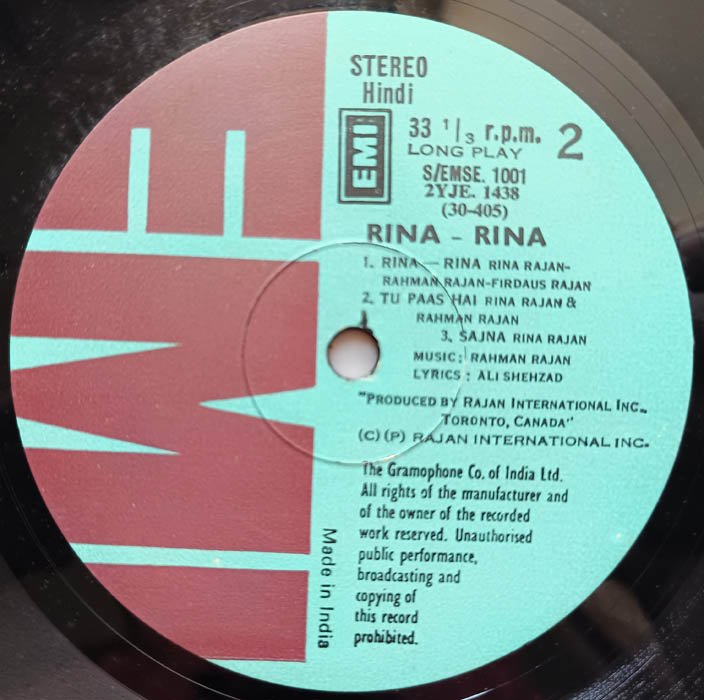 EMI
STEREO
Hindi
EMI
33 1/3 r.p.m. 2
LONG PLAY
S/EMSE. 1001
2YJE. 1438
(30-405)
RINA - RINA
1. RINA — RINA RINA RAJAN-
RAHMAN RAJAN-FIRDAUS RAJAN
2. TU PAAS HAI RINA RAJAN &
RAHMAN RAJAN
3. SAJNA RINA RAJAN
MUSIC: RAHMAN RAJAN
LYRICS : ALI SHEHZAD
"PRODUCED BY RAJAN INTERNATIONAL INC.,
TORONTO, CANADA"
(C) (P) RAJAN INTERNATIONAL INC.
The Gramophone Co. of India Ltd.
All rights of the manufacturer and
of the owner of the recorded
work reserved. Unauthorised
public performance,
broadcasting and
copying of
this record
prohibited.
Made in India